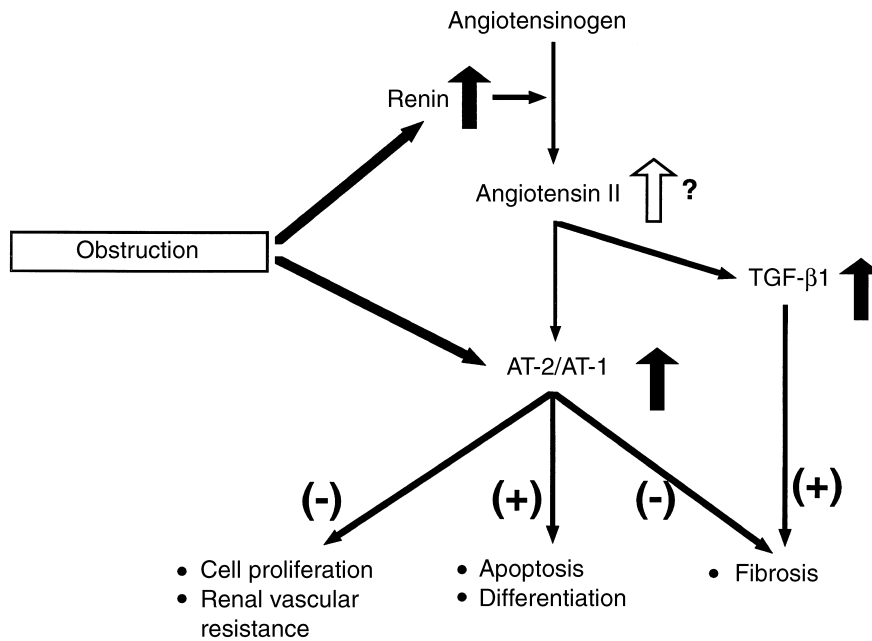 Angiotensinogen
Renin
Angiotensin II ?
Obstruction
TGF-β1
AT-2/AT-1
(-) (+) (-) (+)
• Cell proliferation
• Renal vascular
resistance
• Apoptosis
• Differentiation
• Fibrosis